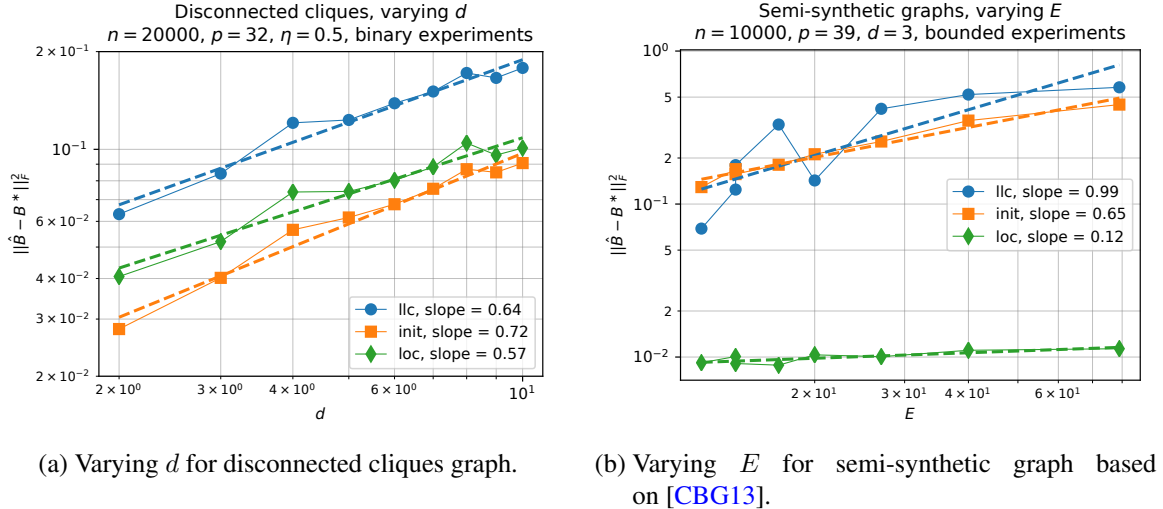 Disconnected cliques, varying d
n = 20000, p = 32, η = 0.5, binary experiments
2 × 10⁻¹
10⁻¹
6 × 10⁻²
4 × 10⁻²
3 × 10⁻²
2 × 10⁻²
||B̂ − B*||²_F
llc, slope = 0.64
init, slope = 0.72
loc, slope = 0.57
2 × 10⁰
3 × 10⁰
4 × 10⁰
6 × 10⁰
10¹
d
(a) Varying d for disconnected cliques graph.
Semi-synthetic graphs, varying E
n = 10000, p = 39, d = 3, bounded experiments
10⁰
5
2
10⁻¹
5
2
10⁻²
||B̂ − B*||²_F
llc, slope = 0.99
init, slope = 0.65
loc, slope = 0.12
2 × 10¹
3 × 10¹
4 × 10¹
6 × 10¹
E
(b) Varying E for semi-synthetic graph based
on [CBG13].